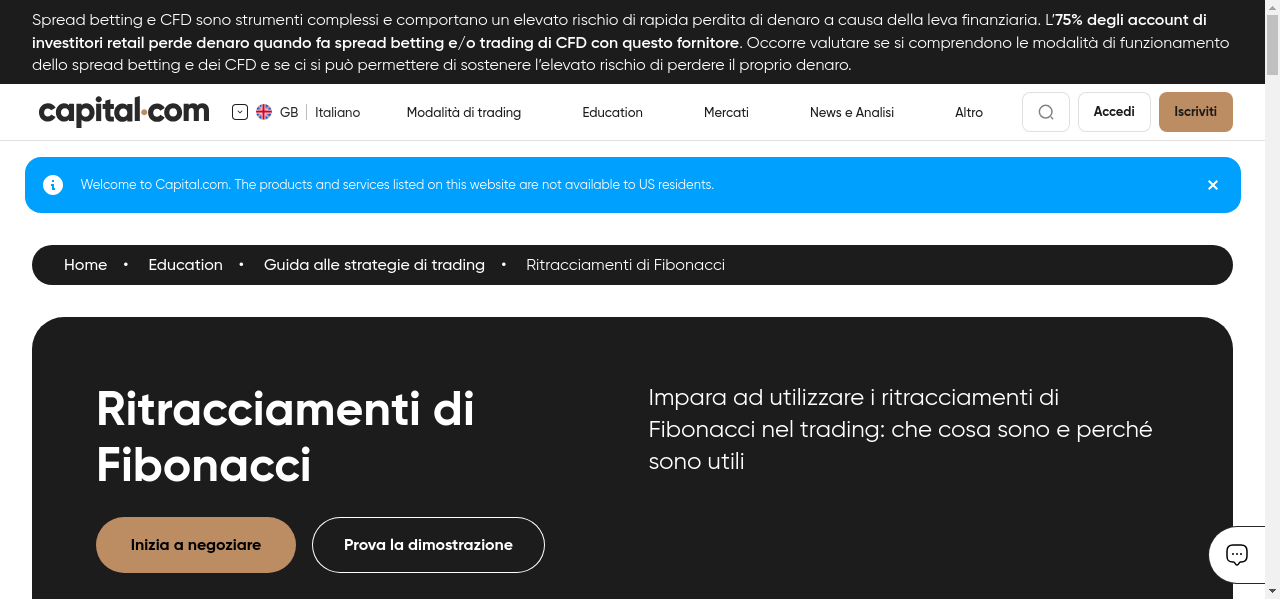 Spread betting e CFD sono strumenti complessi e comportano un elevato rischio di rapida perdita di denaro a causa della leva finanziaria. L’75% degli account di
investitori retail perde denaro quando fa spread betting e/o trading di CFD con questo fornitore. Occorre valutare se si comprendono le modalità di funzionamento
dello spread betting e dei CFD e se ci si può permettere di sostenere l’elevato rischio di perdere il proprio denaro.
capital.com GB Italiano Modalità di trading Education Mercati News e Analisi Altro Accedi Iscriviti
Welcome to Capital.com. The products and services listed on this website are not available to US residents.
Home • Education • Guida alle strategie di trading • Ritracciamenti di Fibonacci
Ritracciamenti di
Fibonacci
Impara ad utilizzare i ritracciamenti di
Fibonacci nel trading: che cosa sono e perché
sono utili
Inizia a negoziare Prova la dimostrazione